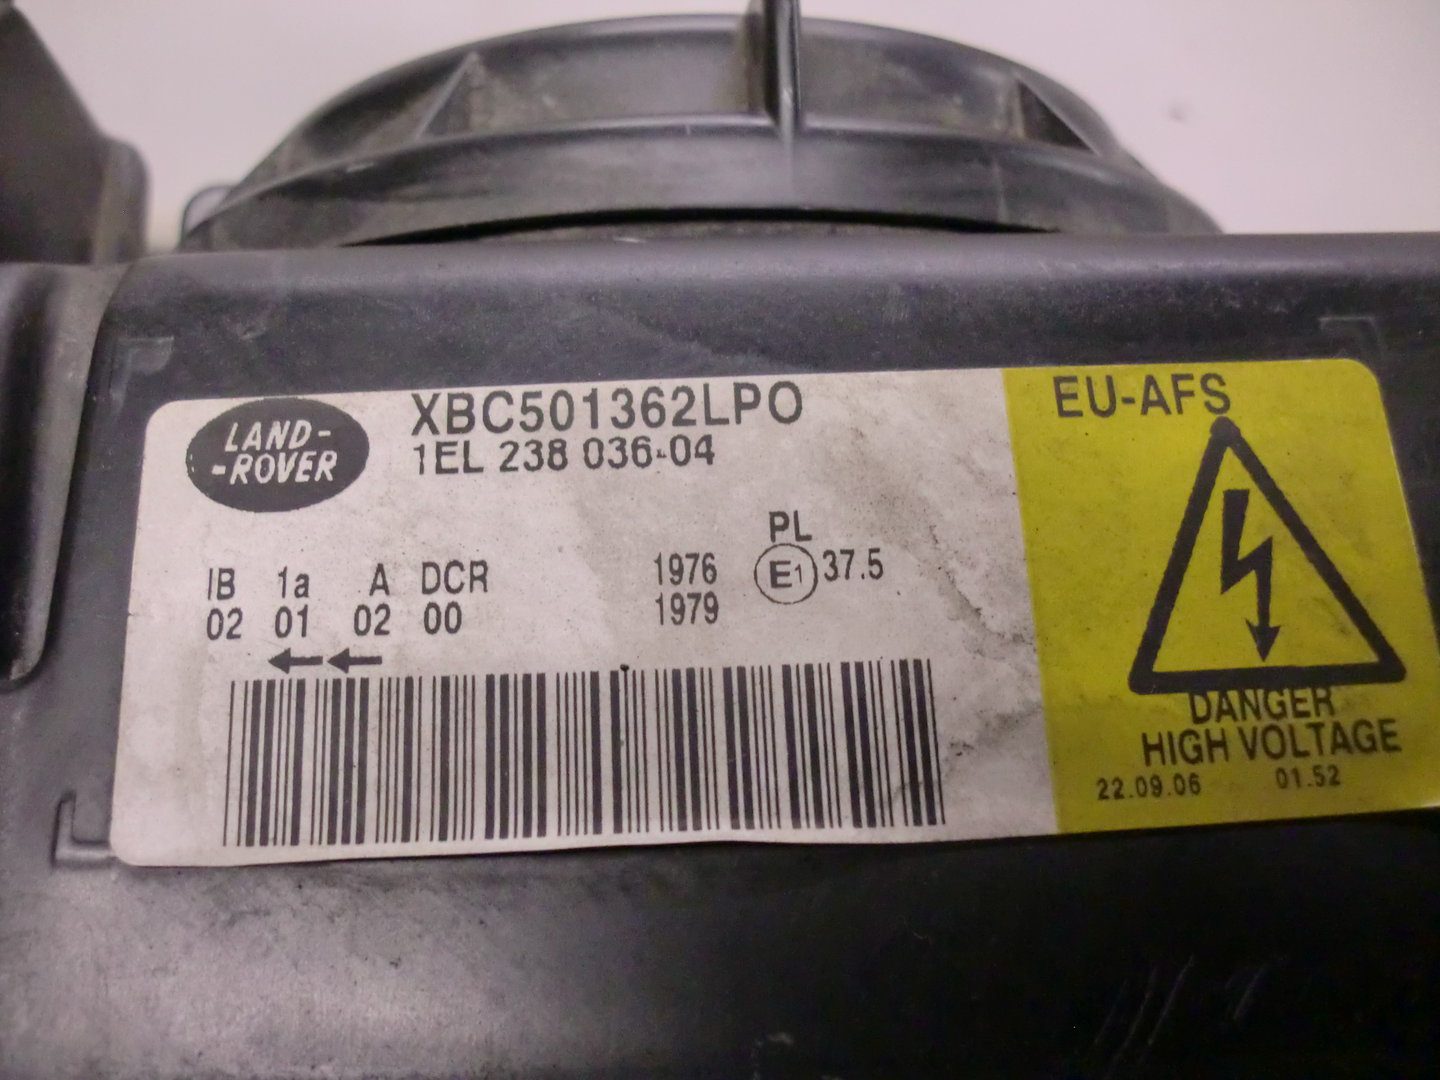 LAND-
-ROVER
XBC501362LPO
1EL 238 036-04
EU-AFS
PL
IB 1a A DCR 1976 E1 37.5
02 01 02 00 1979
DANGER
HIGH VOLTAGE
22.09.06 01.52